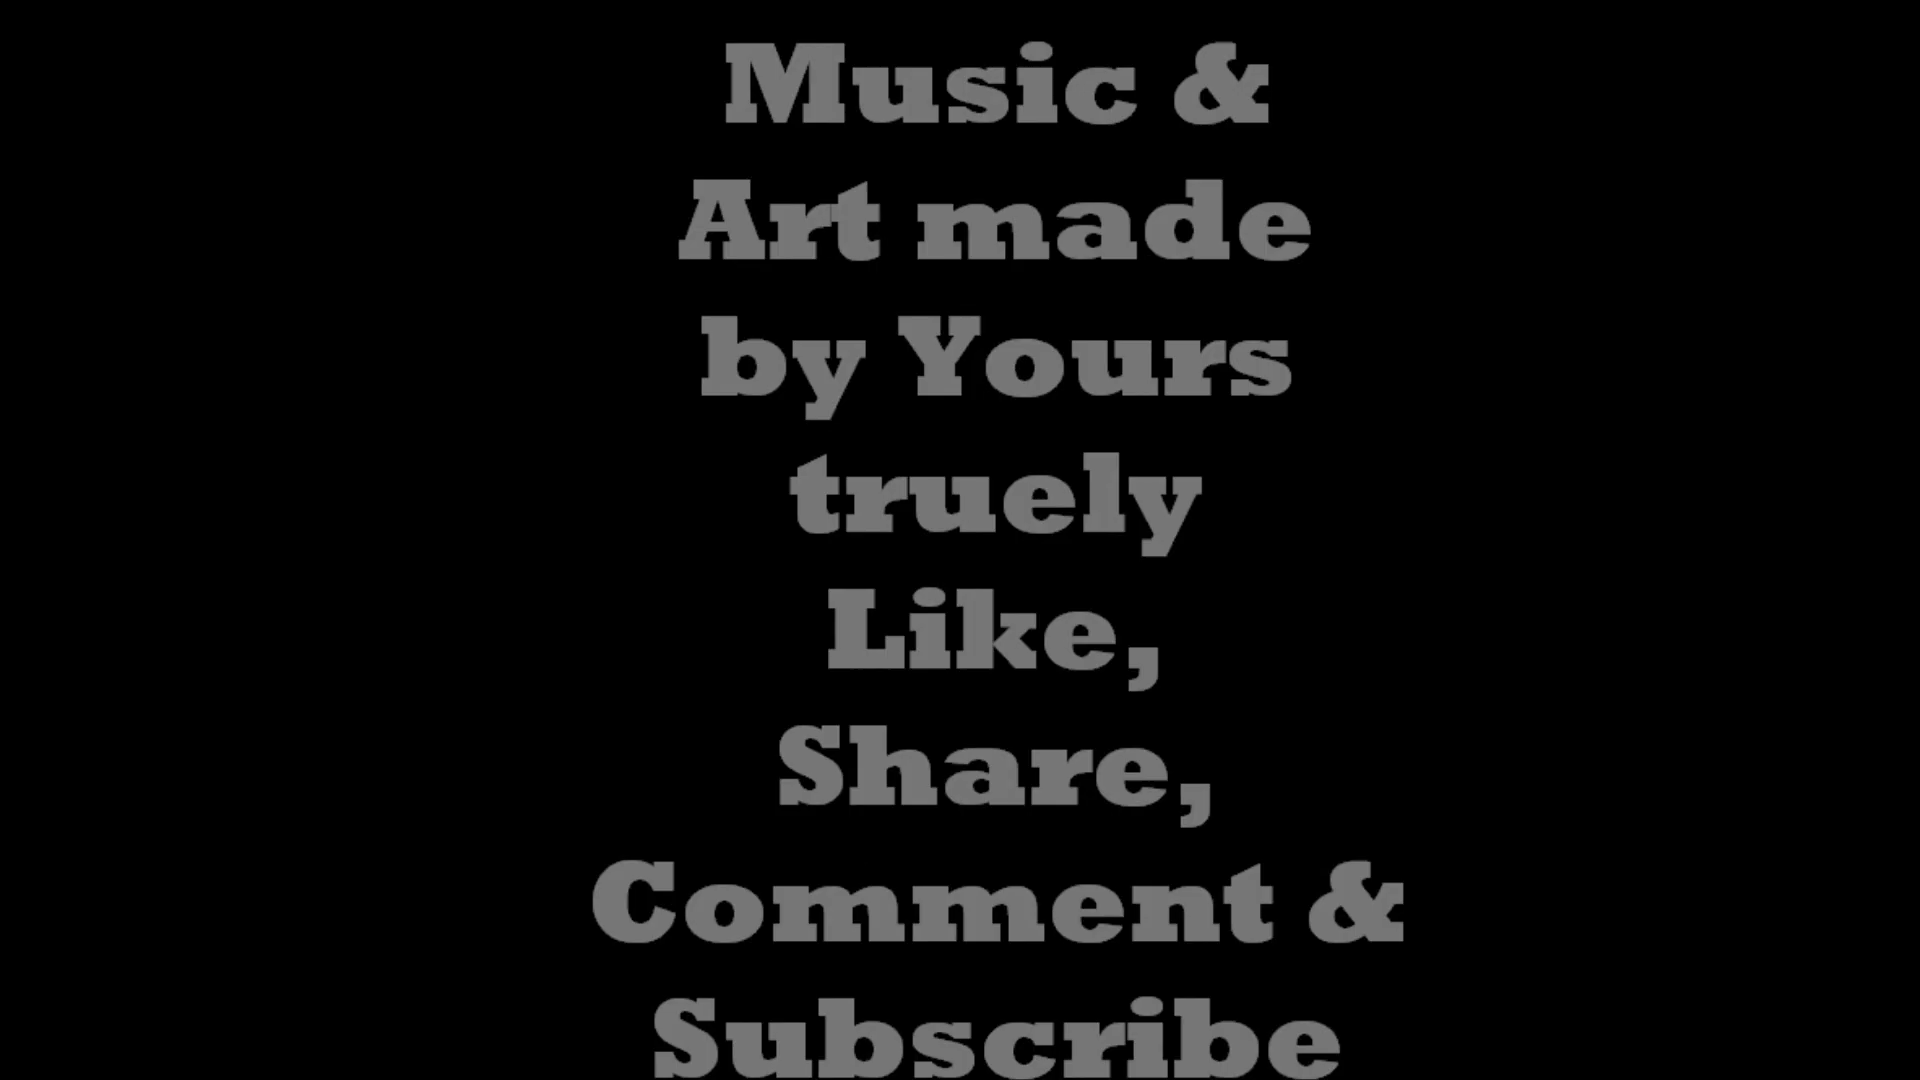 Music &
Art made
by Yours
truely
Like,
Share,
Comment &
Subscribe